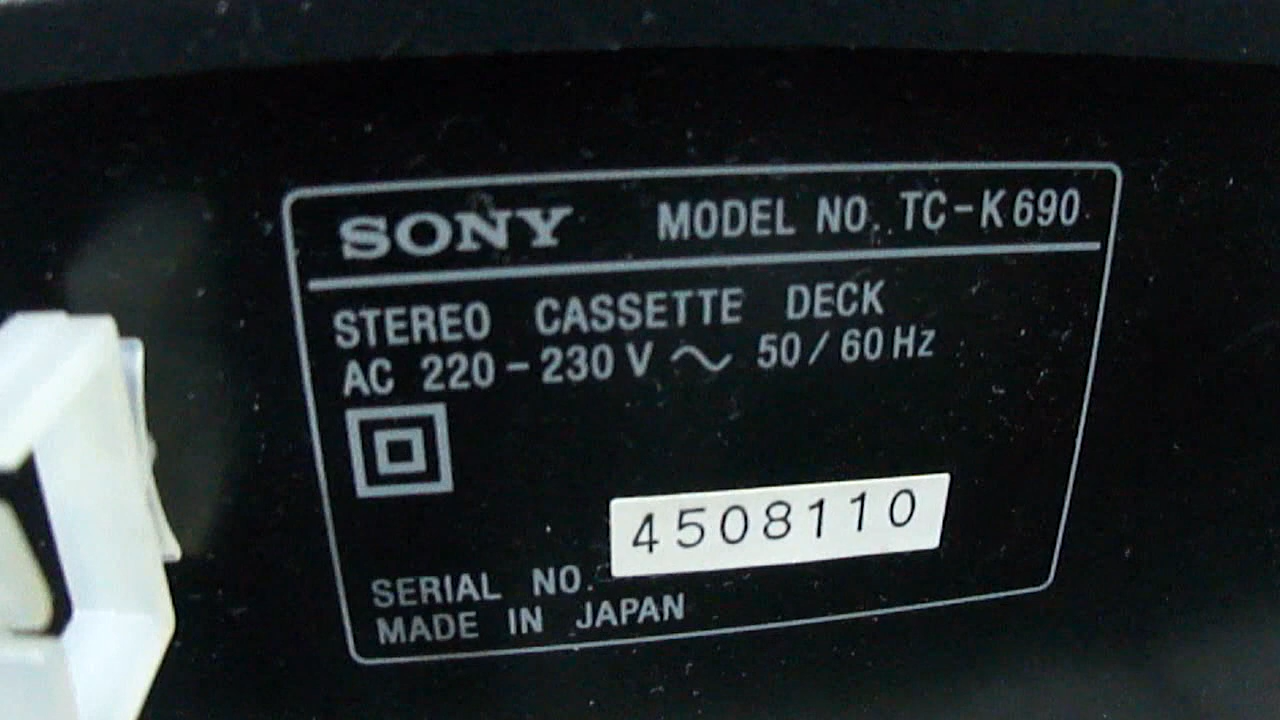 SONY MODEL NO. TC-K690
STEREO CASSETTE DECK
AC 220-230 V ~ 50/60 Hz
4508110
SERIAL NO.
MADE IN JAPAN